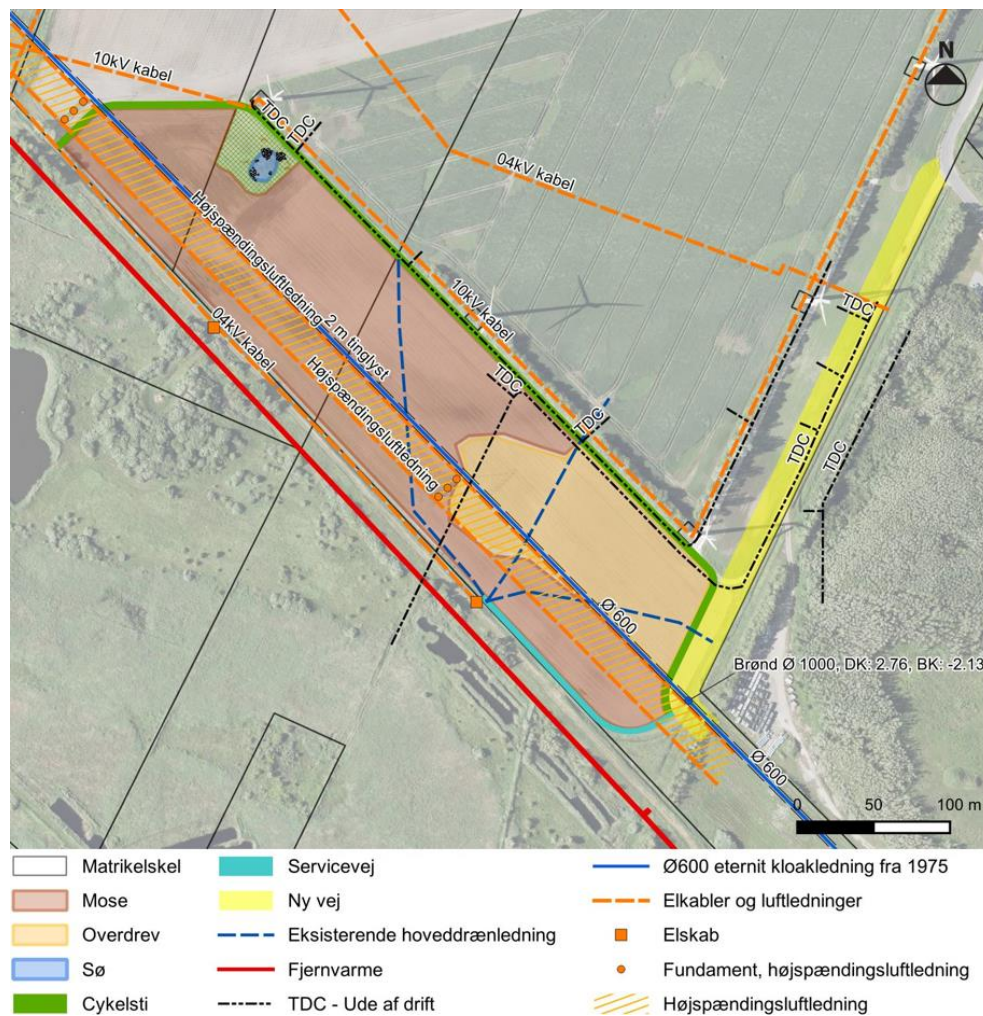 N
10kV kabel
TDC
TDC
04kV kabel
Højspændingsluftledning 2 m tinglyst
Højspændingsluftledning
04kV kabel
10kV kabel
TDC
TDC
TDC
TDC
TDC
Ø 600
Brønd Ø 1000, DK: 2.76, BK: -2.13
Ø 600
0 50 100 m
Matrikelskel
Mose
Overdrev
Sø
Cykelsti
Servicevej
Ny vej
Eksisterende hoveddrænledning
Fjernvarme
TDC - Ude af drift
Ø600 eternit kloakledning fra 1975
Elkabler og luftledninger
Elskab
Fundament, højspændingsluftledning
Højspændingsluftledning